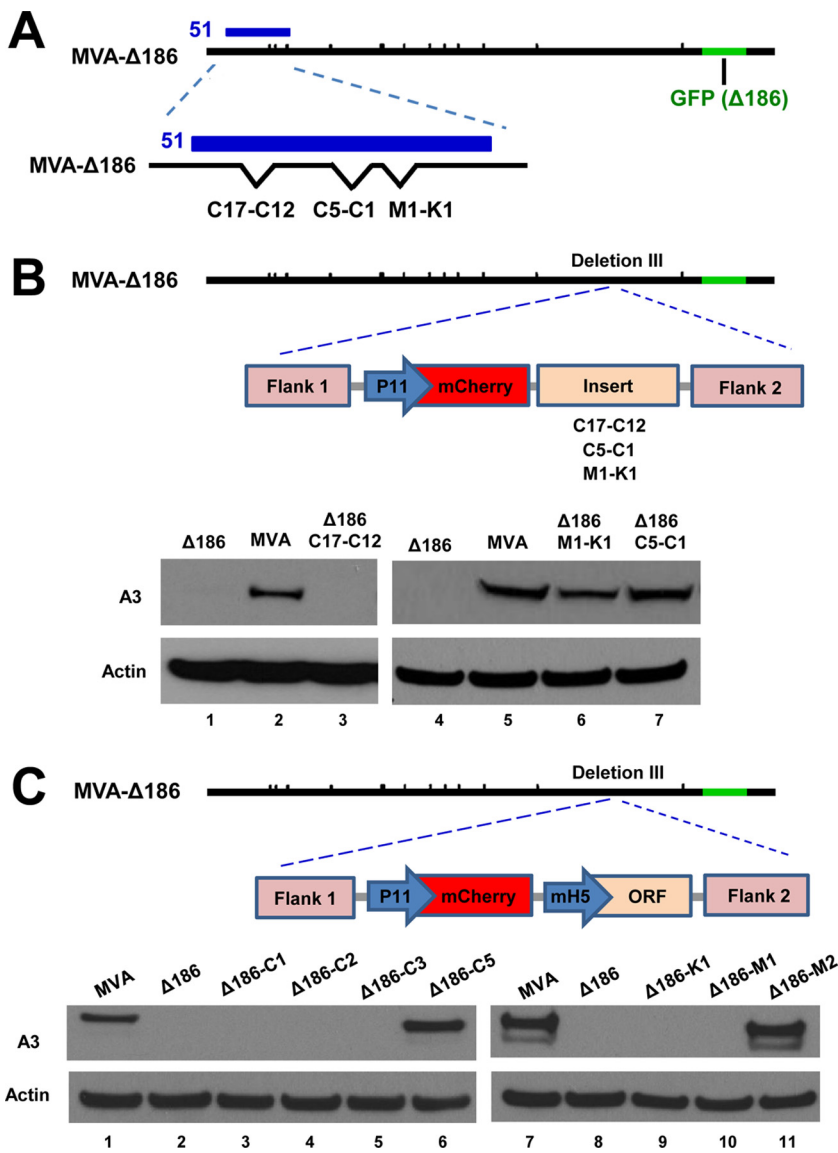 A
51
MVA-Δ186
GFP (Δ186)
51
MVA-Δ186
C17-C12 C5-C1 M1-K1
B
Deletion III
MVA-Δ186
Flank 1 P11 mCherry Insert Flank 2
C17-C12
C5-C1
M1-K1
Δ186 MVA Δ186 C17-C12 Δ186 MVA Δ186 M1-K1 Δ186 C5-C1
A3
Actin
1 2 3 4 5 6 7
C
Deletion III
MVA-Δ186
Flank 1 P11 mCherry mH5 ORF Flank 2
MVA Δ186 Δ186-C1 Δ186-C2 Δ186-C3 Δ186-C5 MVA Δ186 Δ186-K1 Δ186-M1 Δ186-M2
A3
Actin
1 2 3 4 5 6 7 8 9 10 11